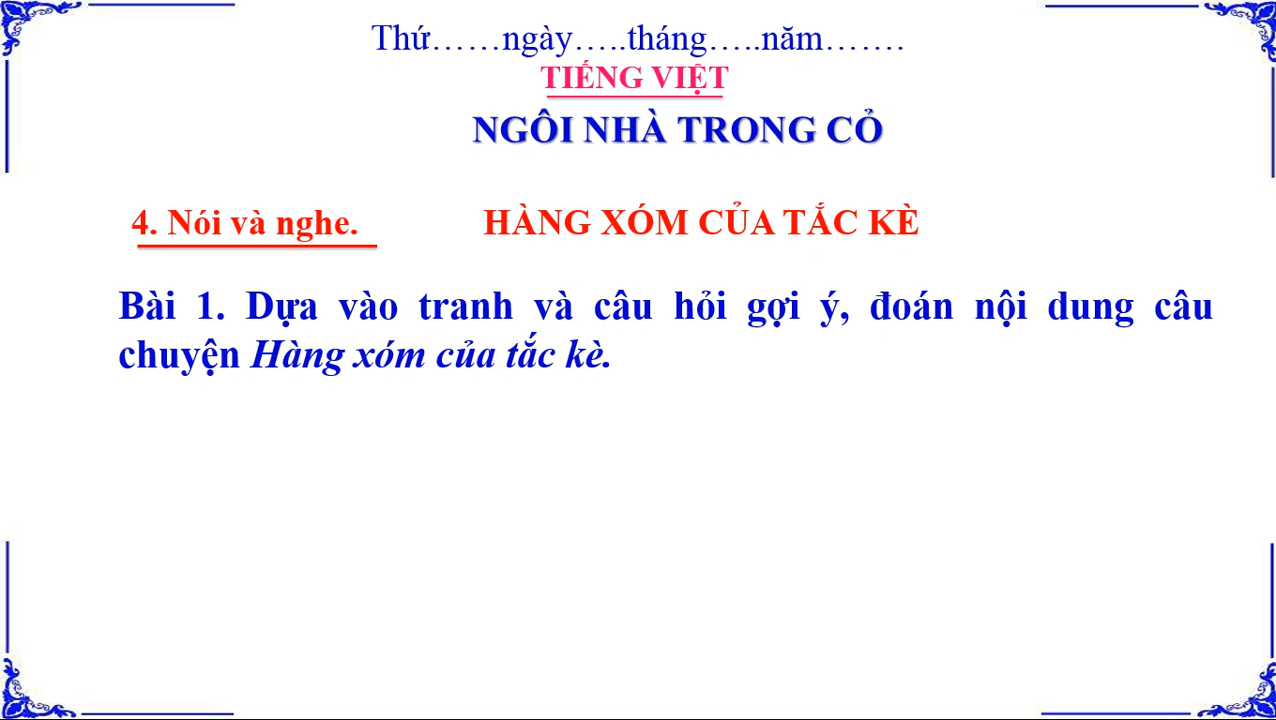 Thứ……ngày…..tháng…..năm…….
TIẾNG VIỆT
NGÔI NHÀ TRONG CỎ
4. Nói và nghe. HÀNG XÓM CỦA TẮC KÈ
Bài 1. Dựa vào tranh và câu hỏi gợi ý, đoán nội dung câu
chuyện Hàng xóm của tắc kè.